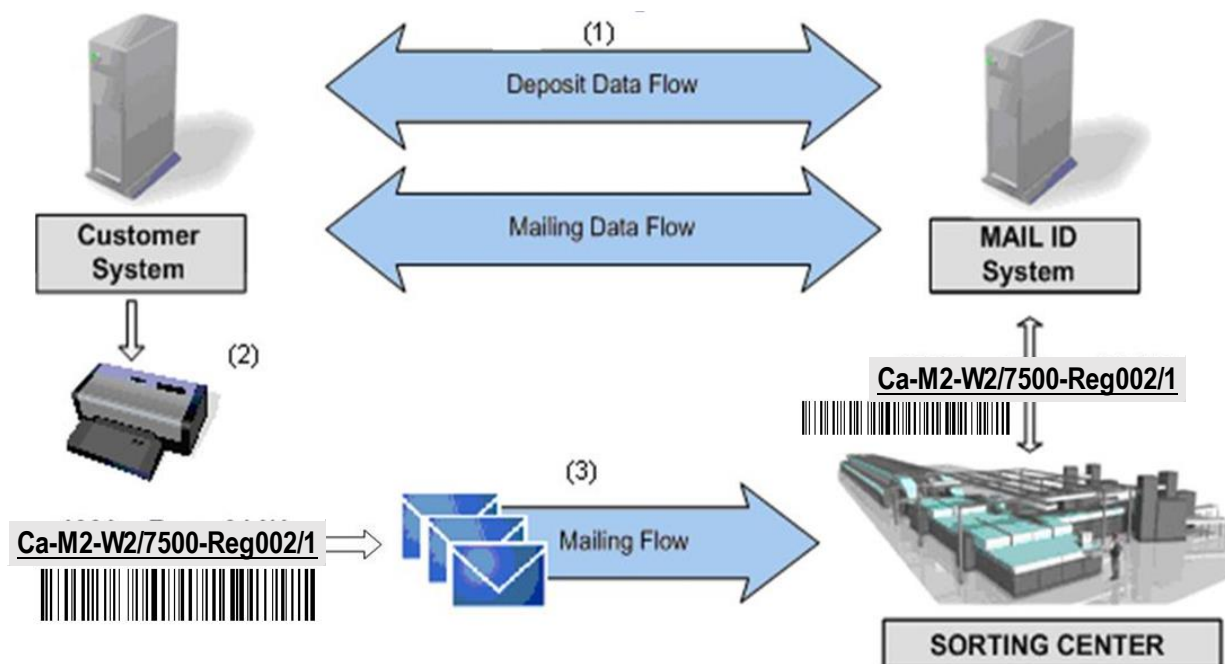 (1)
Deposit Data Flow
Mailing Data Flow
Customer
System
MAIL ID
System
(2)
Ca-M2-W2/7500-Reg002/1
(3)
Ca-M2-W2/7500-Reg002/1
Mailing Flow
SORTING CENTER